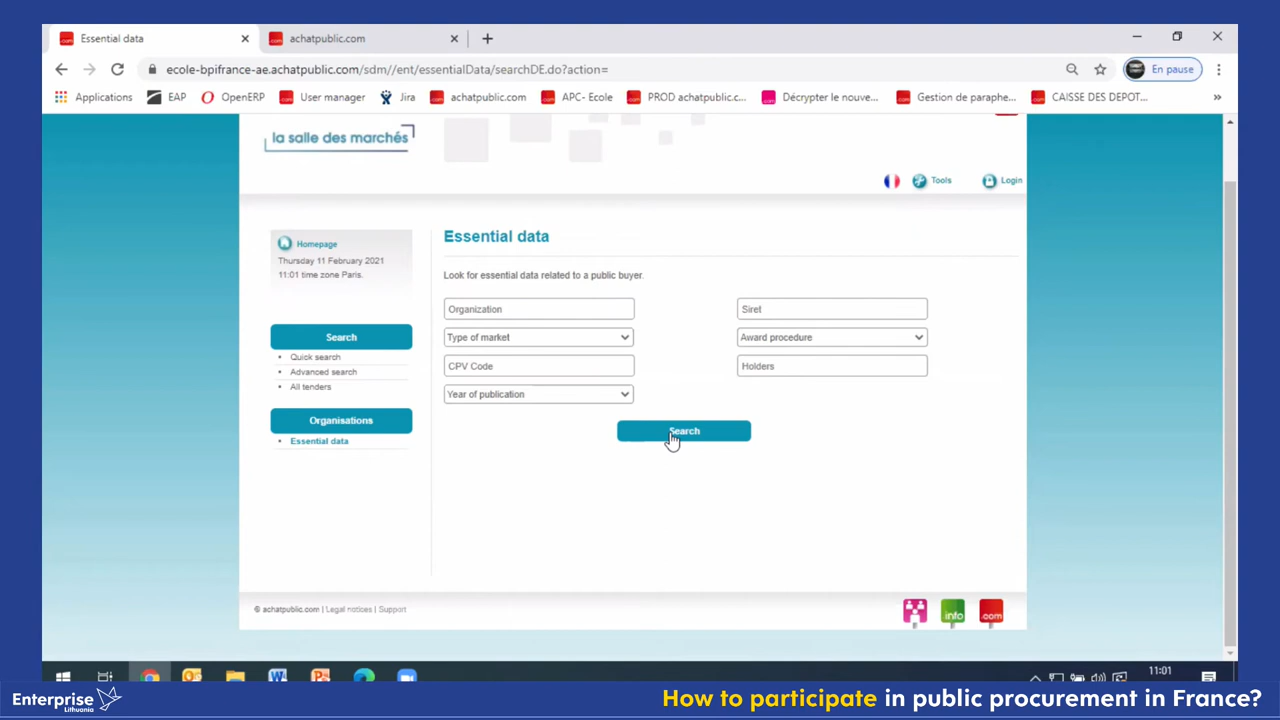 Essential data
achatpublic.com
ecole-bpifrance-ae.achatpublic.com/sdm//ent/essentialData/searchDE.do?action=
En pause
Applications
EAP
OpenERP
User manager
Jira
achatpublic.com
APC- Ecole
PROD achatpublic.c...
Décrypter le nouve...
Gestion de paraphe...
CAISSE DES DEPOT...
la salle des marchés
Tools
Login
Homepage
Thursday 11 February 2021
11:01 time zone Paris.
Search
• Quick search
• Advanced search
• All tenders
Organisations
• Essential data
Essential data
Look for essential data related to a public buyer.
Organization
Siret
Type of market
Award procedure
CPV Code
Holders
Year of publication
Search
© achatpublic.com | Legal notices | Support
info
.com
11:01
Enterprise
Lithuania
How to participate in public procurement in France?